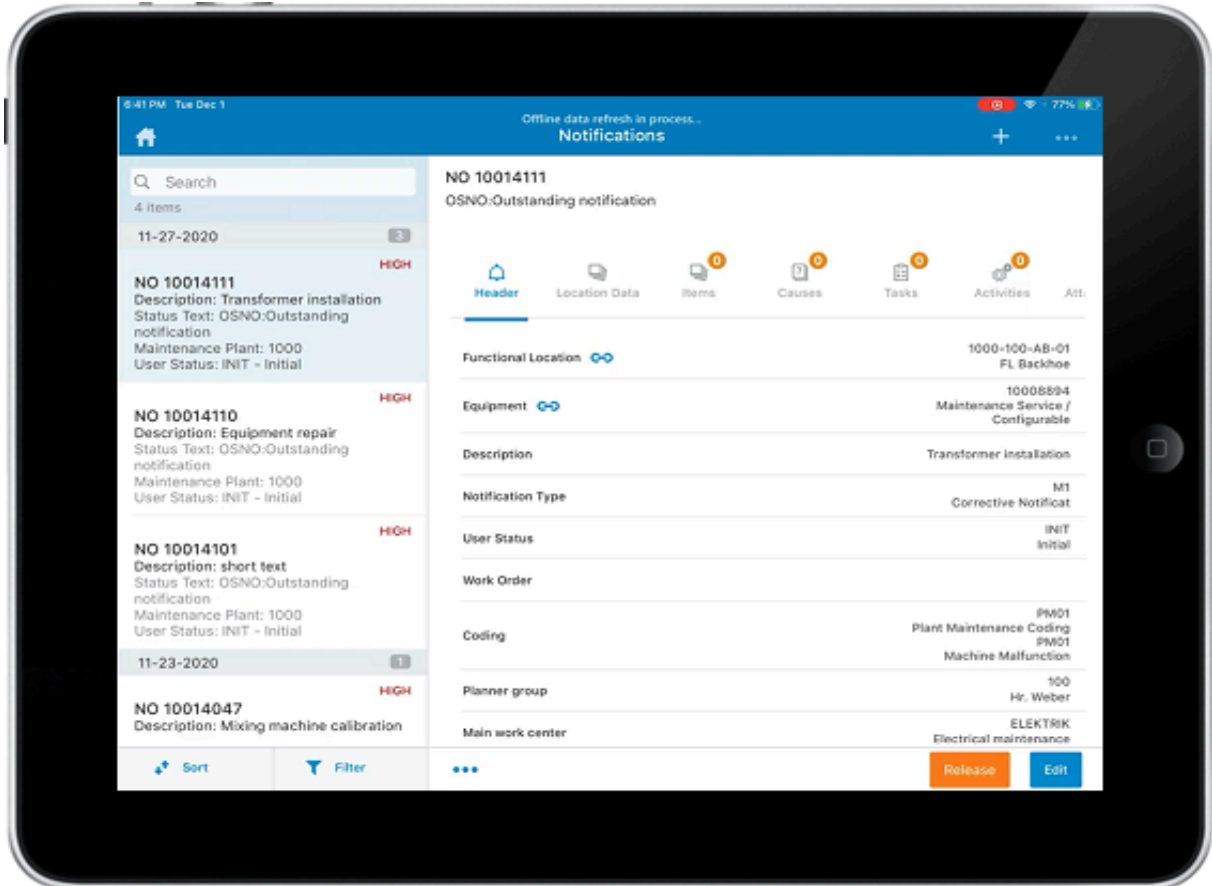 6:41 PM Tue Dec 1
77%
Offline data refresh in process...
Notifications
Search
4 items
11-27-2020
3
HIGH
NO 10014111
Description: Transformer installation
Status Text: OSNO:Outstanding
notification
Maintenance Plant: 1000
User Status: INIT - Initial
HIGH
NO 10014110
Description: Equipment repair
Status Text: OSNO:Outstanding
notification
Maintenance Plant: 1000
User Status: INIT - Initial
HIGH
NO 10014101
Description: short text
Status Text: OSNO:Outstanding
notification
Maintenance Plant: 1000
User Status: INIT - Initial
11-23-2020
1
HIGH
NO 10014047
Description: Mixing machine calibration
Sort
Filter
NO 10014111
OSNO:Outstanding notification
0
0
0
0
Header
Location Data
Items
Causes
Tasks
Activities
Att
Functional Location
1000-100-AB-01
FL Backhoe
Equipment
10008894
Maintenance Service /
Configurable
Description
Transformer installation
Notification Type
M1
Corrective Notificat
User Status
INIT
Initial
Work Order
Coding
PM01
Plant Maintenance Coding
PM01
Machine Malfunction
Planner group
100
Hr. Weber
Main work center
ELEKTRIK
Electrical maintenance
Release
Edit